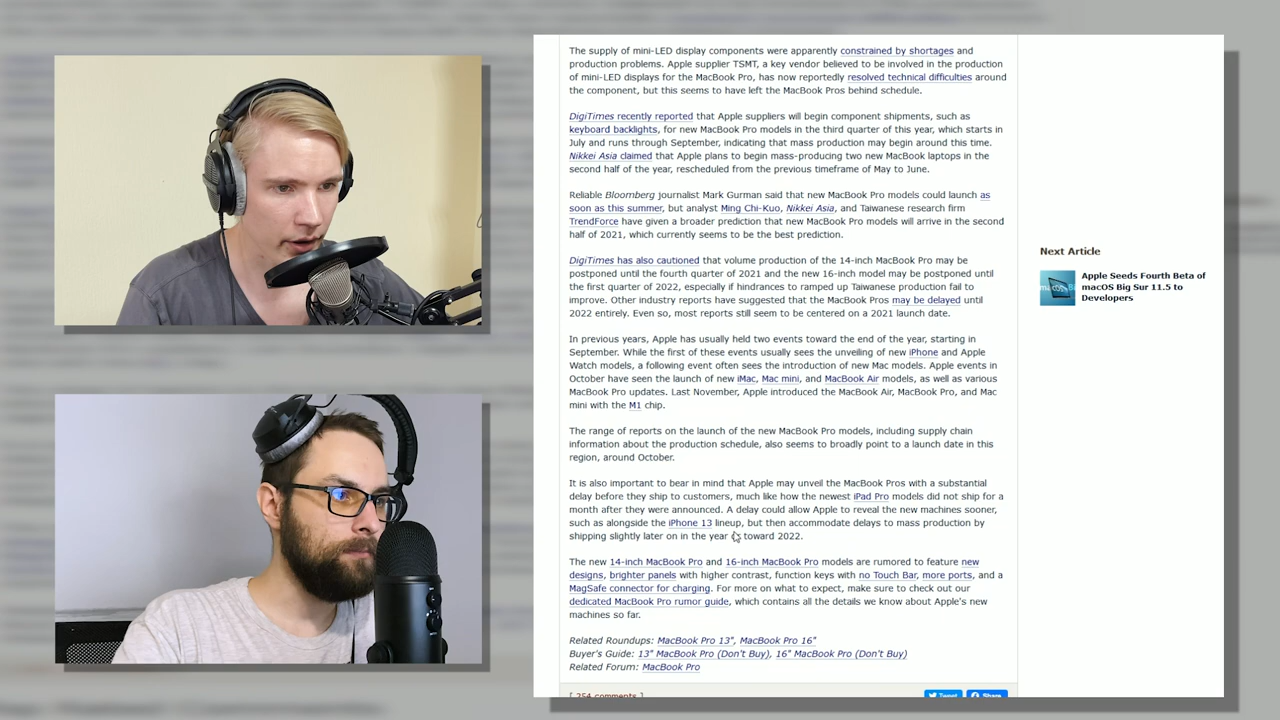 The supply of mini-LED display components were apparently constrained by shortages and
production problems. Apple supplier TSMT, a key vendor believed to be involved in the production
of mini-LED displays for the MacBook Pro, has now reportedly resolved technical difficulties around
the component, but this seems to have left the MacBook Pros behind schedule.
DigiTimes recently reported that Apple suppliers will begin component shipments, such as
keyboard backlights, for new MacBook Pro models in the third quarter of this year, which starts in
July and runs through September, indicating that mass production may begin around this time.
Nikkei Asia claimed that Apple plans to begin mass-producing two new MacBook laptops in the
second half of the year, rescheduled from the previous timeframe of May to June.
Reliable Bloomberg journalist Mark Gurman said that new MacBook Pro models could launch as
soon as this summer, but analyst Ming Chi-Kuo, Nikkei Asia, and Taiwanese research firm
TrendForce have given a broader prediction that new MacBook Pro models will arrive in the second
half of 2021, which currently seems to be the best prediction.
DigiTimes has also cautioned that volume production of the 14-inch MacBook Pro may be
postponed until the fourth quarter of 2021 and the new 16-inch model may be postponed until
the first quarter of 2022, especially if hindrances to ramped up Taiwanese production fail to
improve. Other industry reports have suggested that the MacBook Pros may be delayed until
2022 entirely. Even so, most reports still seem to be centered on a 2021 launch date.
In previous years, Apple has usually held two events toward the end of the year, starting in
September. While the first of these events usually sees the unveiling of new iPhone and Apple
Watch models, a following event often sees the introduction of new Mac models. Apple events in
October have seen the launch of new iMac, Mac mini, and MacBook Air models, as well as various
MacBook Pro updates. Last November, Apple introduced the MacBook Air, MacBook Pro, and Mac
mini with the M1 chip.
The range of reports on the launch of the new MacBook Pro models, including supply chain
information about the production schedule, also seems to broadly point to a launch date in this
region, around October.
It is also important to bear in mind that Apple may unveil the MacBook Pros with a substantial
delay before they ship to customers, much like how the newest iPad Pro models did not ship for a
month after they were announced. A delay could allow Apple to reveal the new machines sooner,
such as alongside the iPhone 13 lineup, but then accommodate delays to mass production by
shipping slightly later on in the year toward 2022.
The new 14-inch MacBook Pro and 16-inch MacBook Pro models are rumored to feature new
designs, brighter panels with higher contrast, function keys with no Touch Bar, more ports, and a
MagSafe connector for charging. For more on what to expect, make sure to check out our
dedicated MacBook Pro rumor guide, which contains all the details we know about Apple's new
machines so far.
Related Roundups: MacBook Pro 13", MacBook Pro 16"
Buyer's Guide: 13" MacBook Pro (Don't Buy), 16" MacBook Pro (Don't Buy)
Related Forum: MacBook Pro
[ 254 comments ]
Tweet
Share
Next Article
Apple Seeds Fourth Beta of
macOS Big Sur 11.5 to
Developers